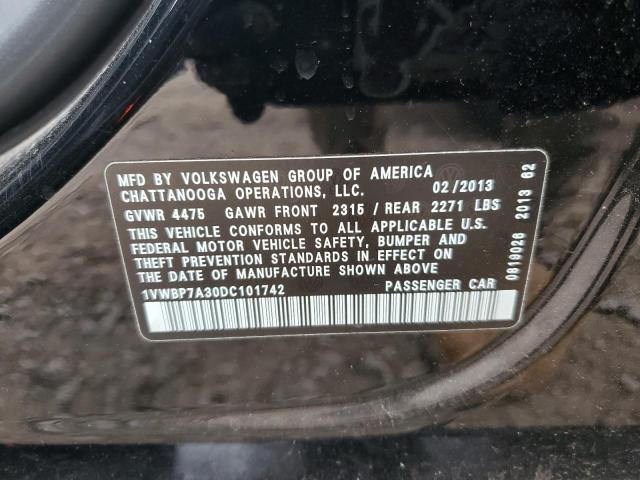 MFD BY VOLKSWAGEN GROUP OF AMERICA
CHATTANOOGA OPERATIONS, LLC. 02/2013
GVWR 4475 GAWR FRONT 2315 / REAR 2271 LBS
THIS VEHICLE CONFORMS TO ALL APPLICABLE U.S.
FEDERAL MOTOR VEHICLE SAFETY, BUMPER AND
THEFT PREVENTION STANDARDS IN EFFECT ON
THE DATE OF MANUFACTURE SHOWN ABOVE.
1VWBP7A30DC101742 PASSENGER CAR
0819026 2013 62